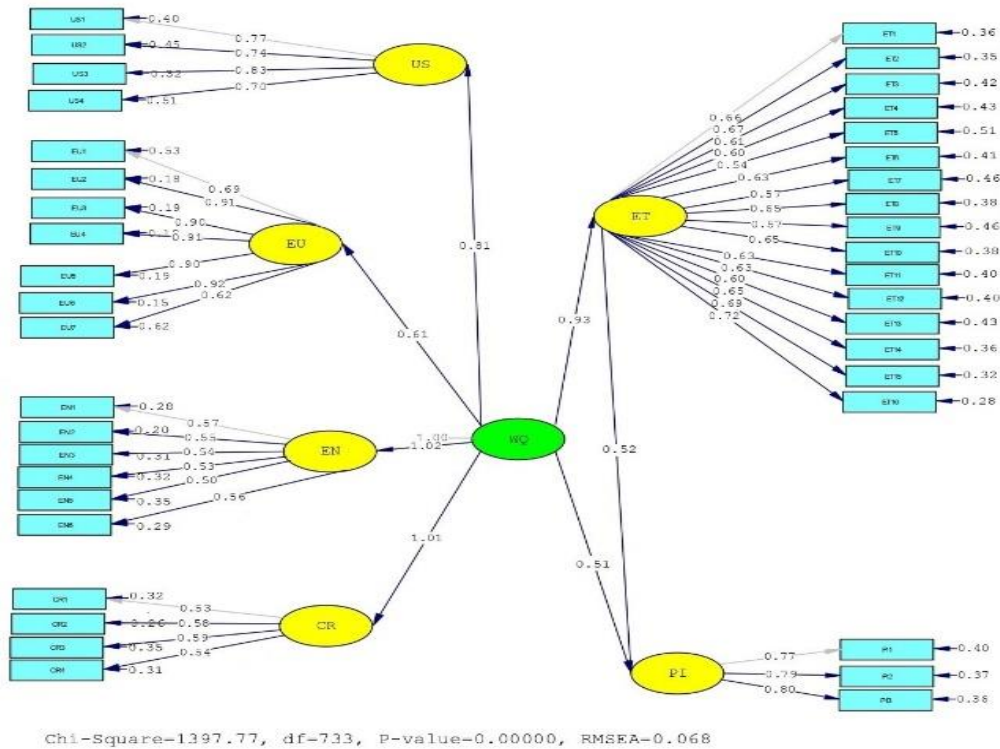 US1 0.40 0.77
US2 0.45 0.74
US3 0.32 0.83
US4 0.51 0.70
US
EU1 0.53 0.69
EU2 0.18 0.91
EU3 0.19 0.90
EU4 0.91
EU5 0.19 0.90
EU6 0.15 0.92
EU7 0.62 0.62
EU
EN1 0.28 0.57
EN2 0.20 0.55
EN3 0.31 0.54
EN4 0.32 0.53
EN5 0.35 0.50
EN6 0.29 0.56
EN
CR1 0.32 0.53
CR2 0.26 0.58
CR3 0.35 0.59
CR4 0.31 0.54
CR
0.81
0.61
1.00
1.02
1.01
WQ
0.93
0.52
0.51
ET
0.66 ET1 0.36
0.67 ET2 0.35
0.61 ET3 0.42
0.60 ET4 0.43
0.54 ET5 0.51
0.63 ET6 0.41
0.57 ET7 0.46
0.65 ET8 0.38
0.57 ET9 0.46
0.65 ET10 0.38
0.63 ET11 0.40
0.63 ET12 0.40
0.60 ET13 0.43
0.65 ET14 0.36
0.69 ET15 0.32
0.72 0.28
PI
0.77 0.40
0.79 0.37
0.80 0.38
Chi-Square=1397.77, df=733, P-value=0.00000, RMSEA=0.068